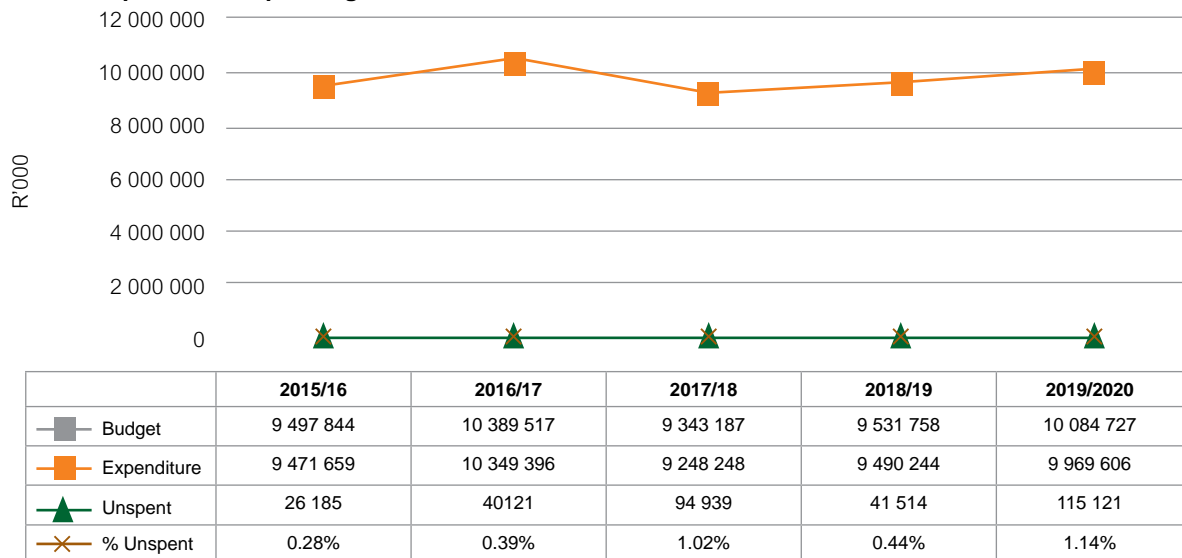 12 000 000
10 000 000
8 000 000
6 000 000
4 000 000
2 000 000
0
R'000
2015/16 2016/17 2017/18 2018/19 2019/2020
Budget 9 497 844 10 389 517 9 343 187 9 531 758 10 084 727
Expenditure 9 471 659 10 349 396 9 248 248 9 490 244 9 969 606
Unspent 26 185 40121 94 939 41 514 115 121
% Unspent 0.28% 0.39% 1.02% 0.44% 1.14%